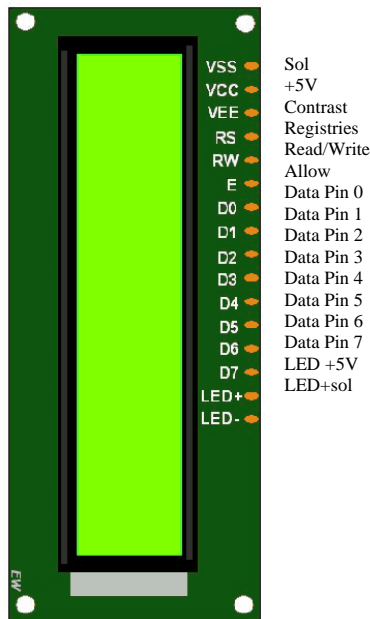 VSS Sol
VCC +5V
VEE Contrast
RS Registries
RW Read/Write
E Allow
D0 Data Pin 0
D1 Data Pin 1
D2 Data Pin 2
D3 Data Pin 3
D4 Data Pin 4
D5 Data Pin 5
D6 Data Pin 6
D7 Data Pin 7
LED+ LED +5V
LED- LED+sol
EW